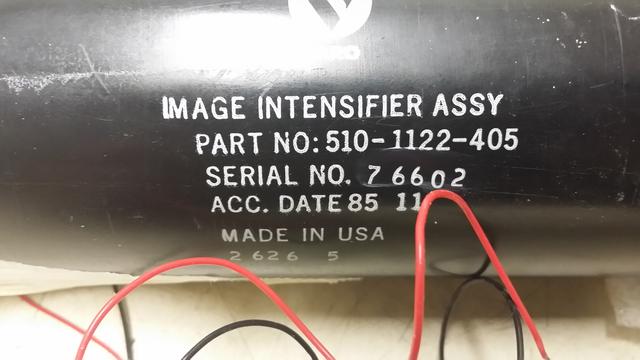 IMAGE INTENSIFIER ASSY
PART NO: 510-1122-405
SERIAL NO. 76602
ACC. DATE 85 11
MADE IN USA
2626 5